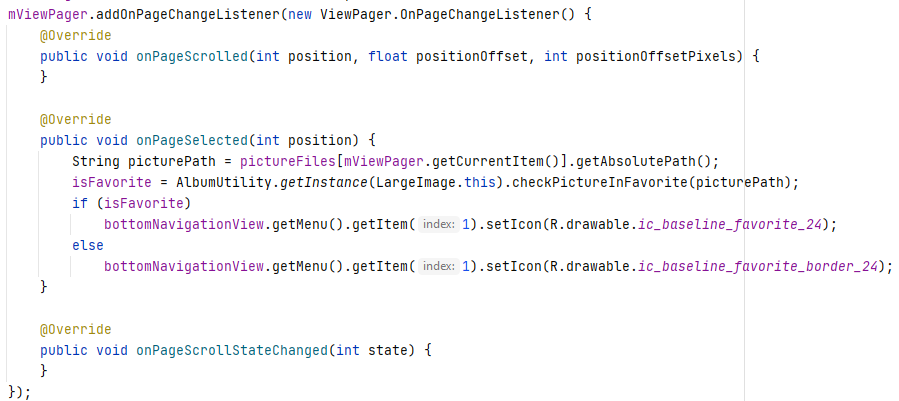 mViewPager.addOnPageChangeListener(new ViewPager.OnPageChangeListener() {
    @Override
    public void onPageScrolled(int position, float positionOffset, int positionOffsetPixels) {
    }

    @Override
    public void onPageSelected(int position) {
        String picturePath = pictureFiles[mViewPager.getCurrentItem()].getAbsolutePath();
        isFavorite = AlbumUtility.getInstance(LargeImage.this).checkPictureInFavorite(picturePath);
        if (isFavorite)
            bottomNavigationView.getMenu().getItem( index: 1).setIcon(R.drawable.ic_baseline_favorite_24);
        else
            bottomNavigationView.getMenu().getItem( index: 1).setIcon(R.drawable.ic_baseline_favorite_border_24);
    }

    @Override
    public void onPageScrollStateChanged(int state) {
    }
});